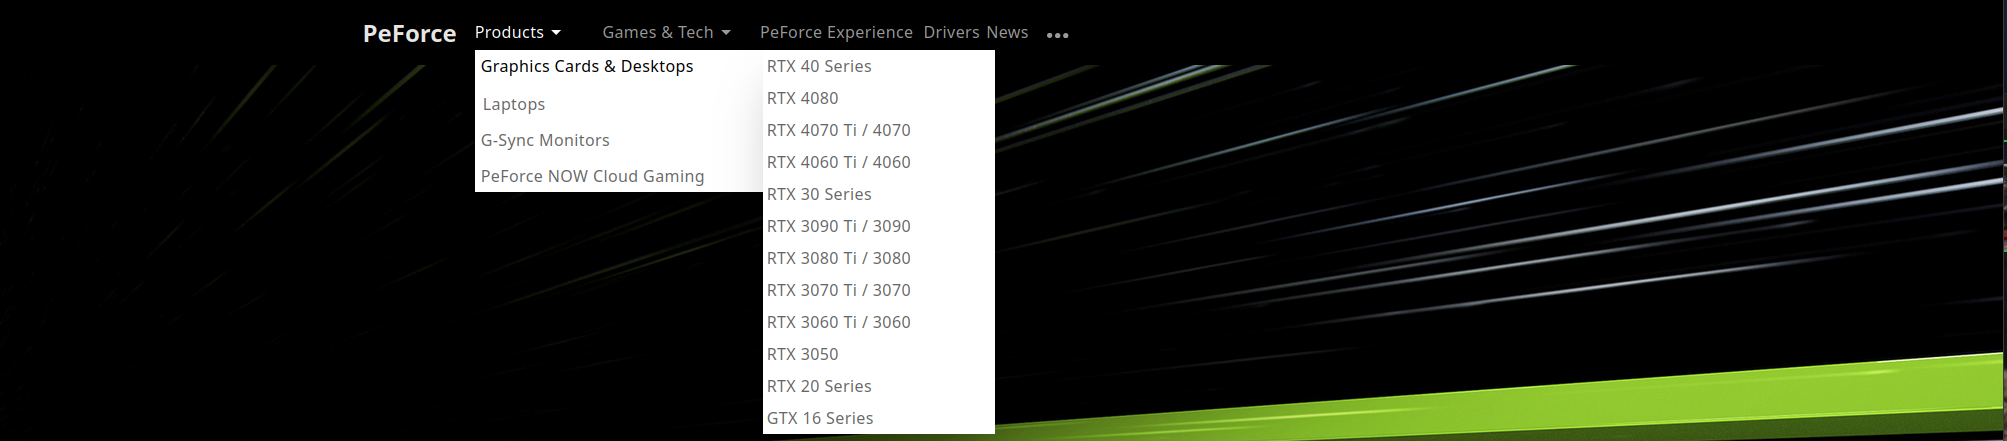 PeForce Products Games & Tech PeForce Experience Drivers News
Graphics Cards & Desktops
Laptops
G-Sync Monitors
PeForce NOW Cloud Gaming
RTX 40 Series
RTX 4080
RTX 4070 Ti / 4070
RTX 4060 Ti / 4060
RTX 30 Series
RTX 3090 Ti / 3090
RTX 3080 Ti / 3080
RTX 3070 Ti / 3070
RTX 3060 Ti / 3060
RTX 3050
RTX 20 Series
GTX 16 Series